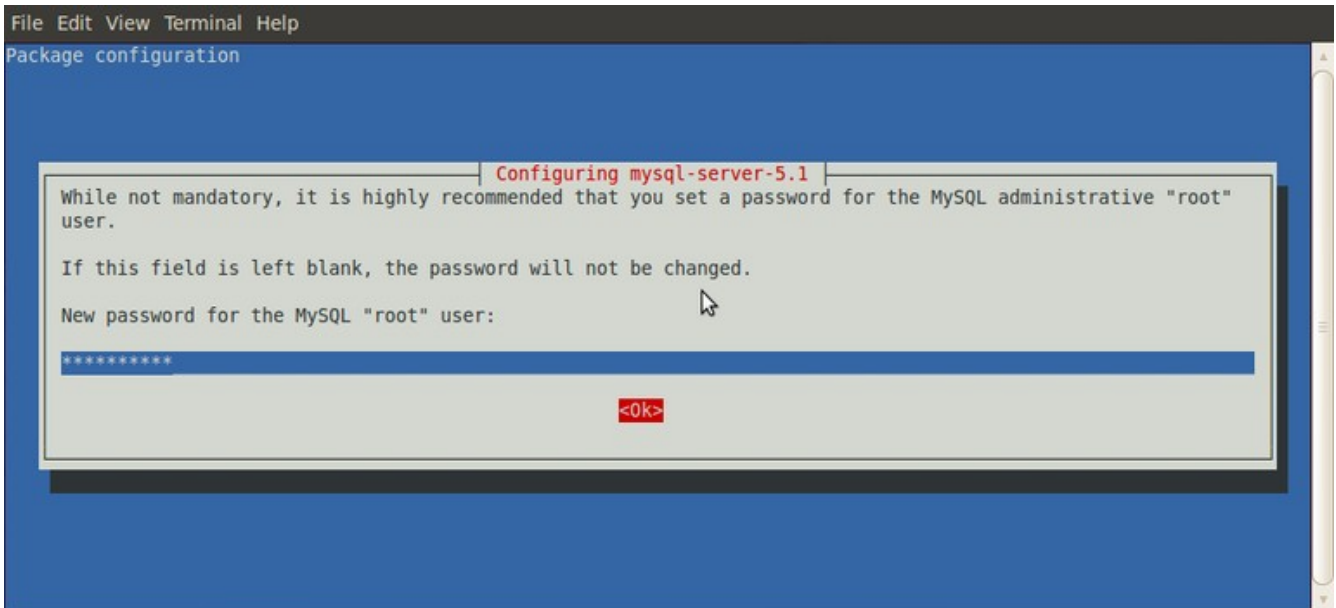 File Edit View Terminal Help
Package configuration
Configuring mysql-server-5.1
While not mandatory, it is highly recommended that you set a password for the MySQL administrative "root"
user.
If this field is left blank, the password will not be changed.
New password for the MySQL "root" user:
**********
<Ok>